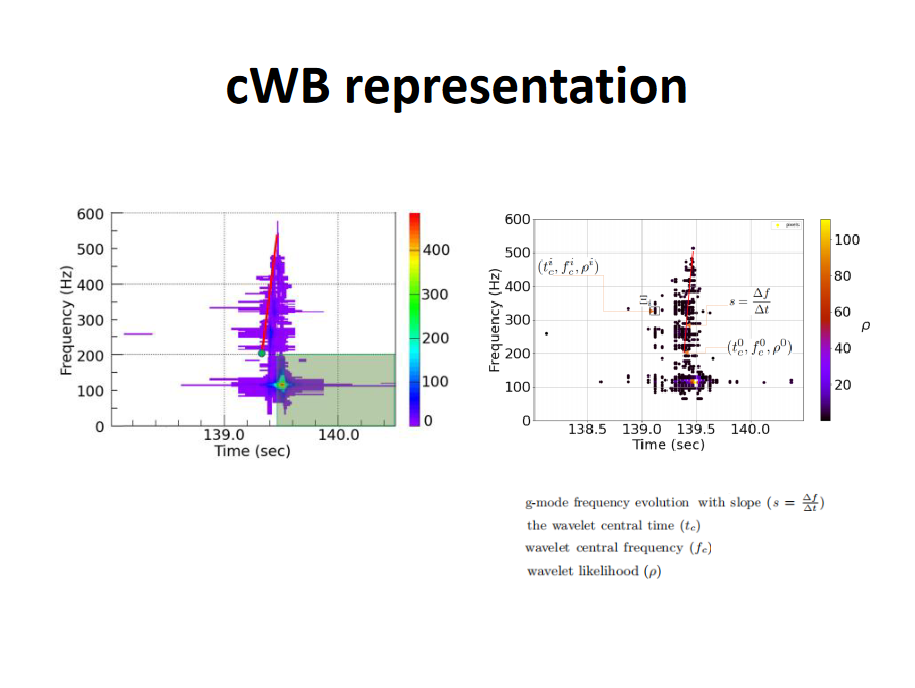 cWB representation
600
500
400
300
200
100
0
Frequency (Hz)
139.0 140.0
Time (sec)
400
300
200
100
0
600
500
400
300
200
100
0
Frequency (Hz)
138.5 139.0 139.5 140.0
Time (sec)
(t_c^i, f_c^i, ρ^i)
s = Δf/Δt
(t_c^0, f_c^0, ρ^0)
100
80
60
40
20
ρ
g-mode frequency evolution with slope (s = Δf/Δt)
the wavelet central time (t_c)
wavelet central frequency (f_c)
wavelet likelihood (ρ)